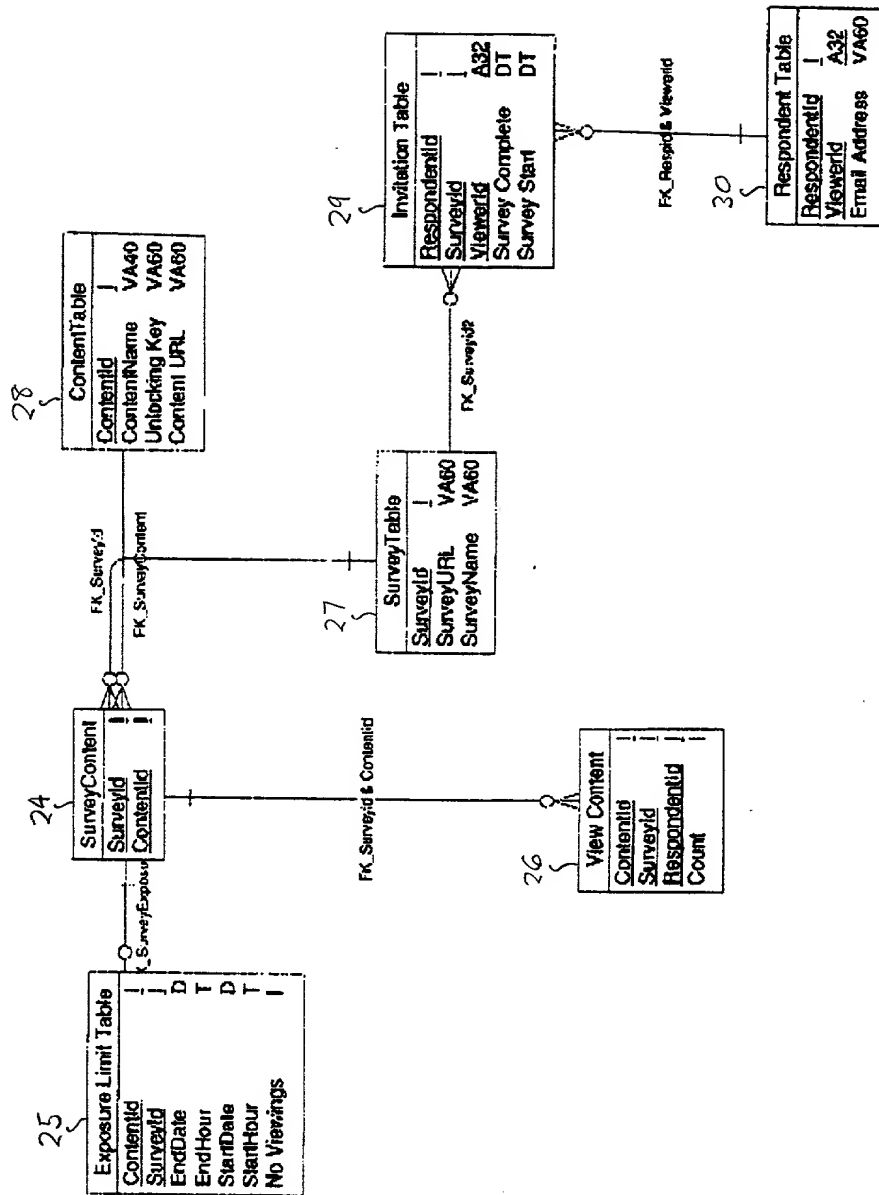 25
Exposure Limit Table
ContentId I
SurveyId I
EndDate D
EndHour T
StartDate D
StartHour T
No Viewings I
K_SurveyExposu
24
SurveyContent
SurveyId I
ContentId I
FK_SurveyId
FK_SurveyContent
28
ContentTable
ContentId I
ContentName VA40
Unlocking Key VA60
Content URL VA60
FK_SurveyId & ContentId
26
View Content
ContentId I
SurveyId I
RespondentId I
Count I
27
SurveyTable
SurveyId I
SurveyURL VA60
SurveyName VA60
FK_SurveyId2
29
Invitation Table
RespondentId I
SurveyId I
ViewerId A32
Survey Complete DT
Survey Start DT
FK_RespId & ViewerId
30
Respondent Table
RespondentId I
ViewerId A32
Email Address VA60